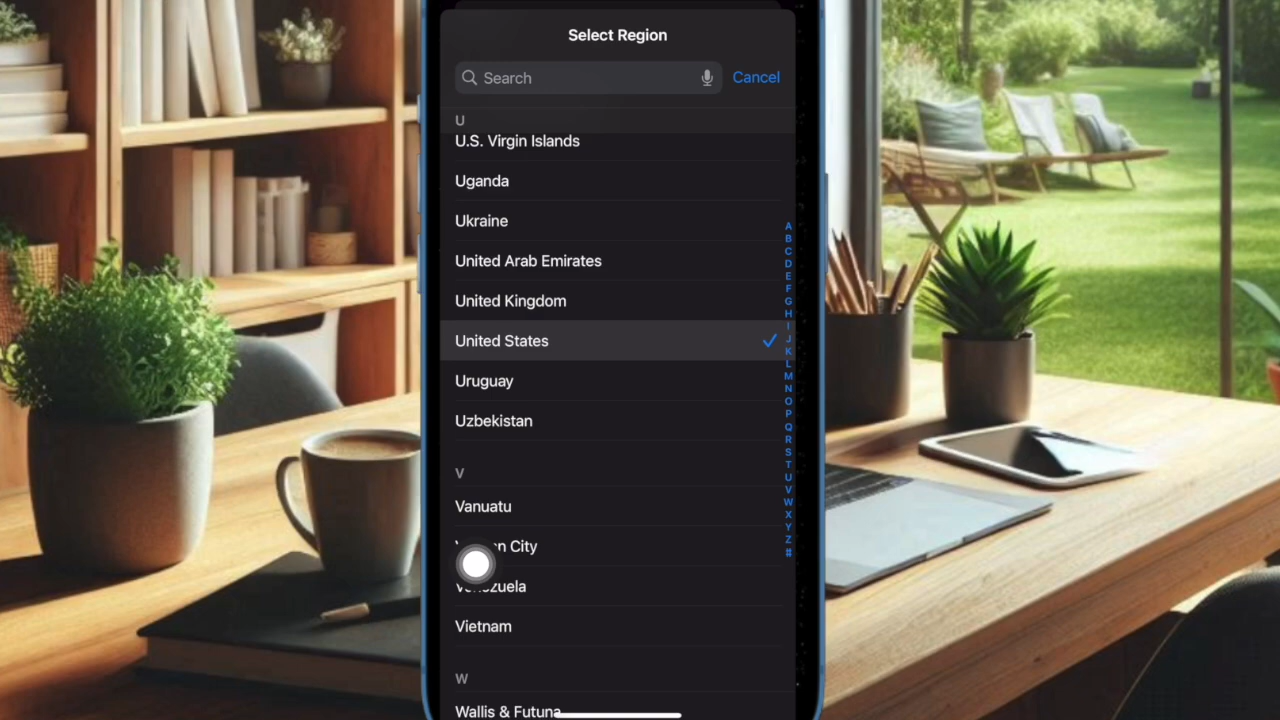 Select Region
Search
Cancel
U
U.S. Virgin Islands
Uganda
Ukraine
United Arab Emirates
United Kingdom
United States
Uruguay
Uzbekistan
V
Vanuatu
City
Vietnam
W
Wallis & Futuna
A
B
C
D
E
F
G
H
I
J
K
L
M
N
O
P
Q
R
S
T
U
V
W
X
Y
Z
#